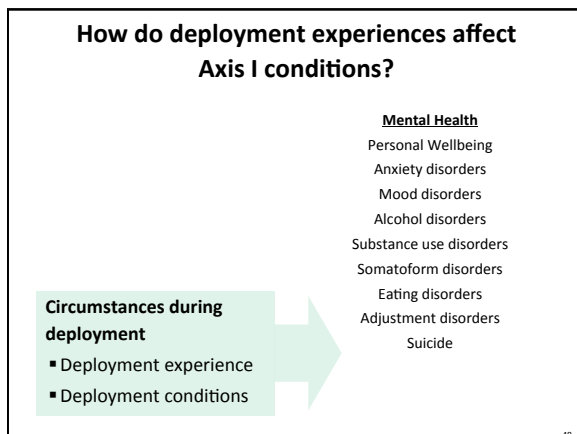 How do deployment experiences affect
Axis I conditions?
Mental Health
Personal Wellbeing
Anxiety disorders
Mood disorders
Alcohol disorders
Substance use disorders
Somatoform disorders
Eating disorders
Adjustment disorders
Suicide
Circumstances during
deployment
▪ Deployment experience
▪ Deployment conditions